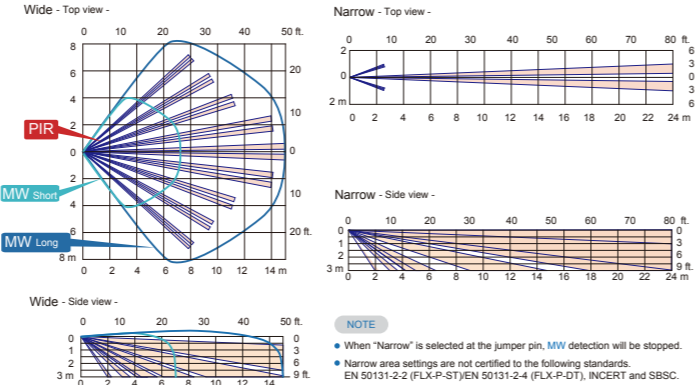 Wide - Top view -
0 10 20 30 40 50 ft.
8
6
4
2
0
2
4
6
8 m
20
10
0
10
20 ft.
PIR
MW Short
MW Long
0 2 4 6 8 10 12 14 m
Wide - Side view -
0 10 20 30 40 50 ft.
0
1
2
3 m
0
3
6
9 ft.
0 2 4 6 8 10 12 14
Narrow - Top view -
0 10 20 30 40 50 60 70 80 ft.
2
0
2 m
6
3
0
3
0 2 4 6 8 10 12 14 16 18 20 22 24 m
Narrow - Side view -
0 10 20 30 40 50 60 70 80 ft.
0
1
2
3 m
0
3
6
9 ft.
0 2 4 6 8 10 12 14 16 18 20 22 24 m
NOTE
● When "Narrow" is selected at the jumper pin, MW detection will be stopped.
● Narrow area settings are not certified to the following standards.
EN 50131-2-2 (FLX-P-ST)/EN 50131-2-4 (FLX-P-DT), INCERT and SBSC.